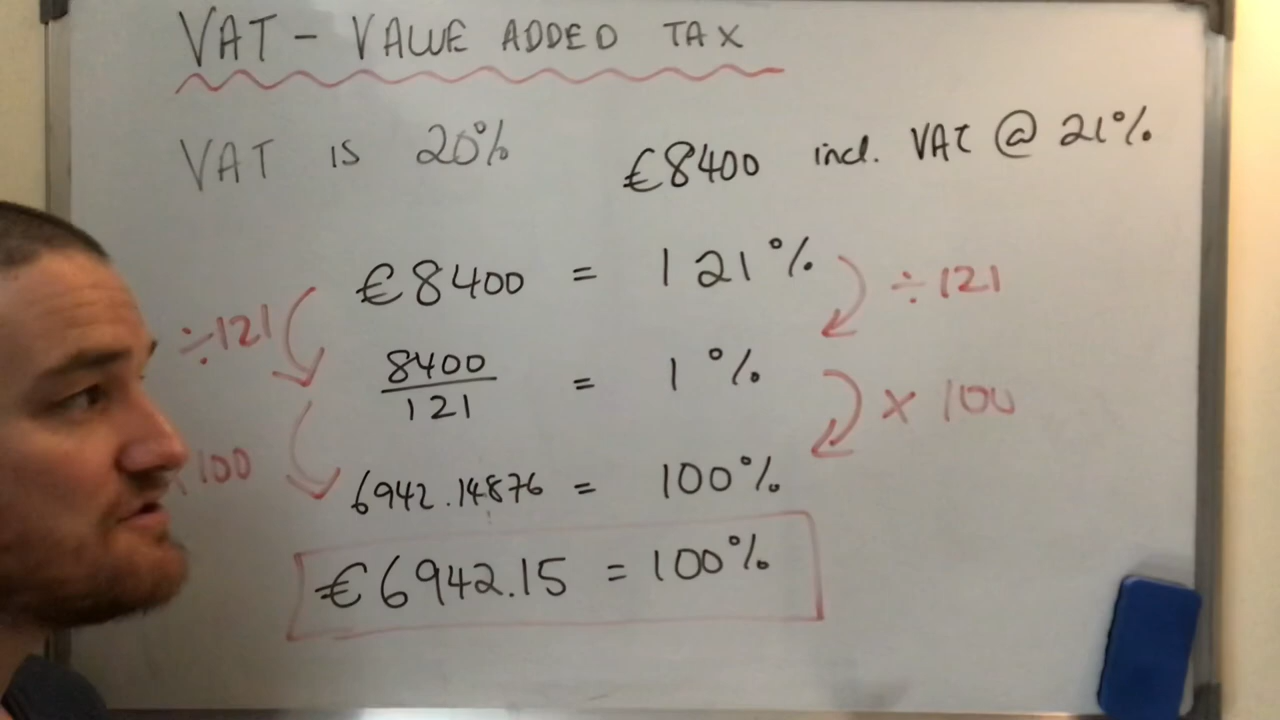 VAT - VALUE ADDED TAX
VAT IS 20%
€8400 incl. VAT @ 21%
€8400 = 121%
÷121
÷121
8400
121
= 1%
100
x 100
6942.14876 = 100%
€6942.15 = 100%